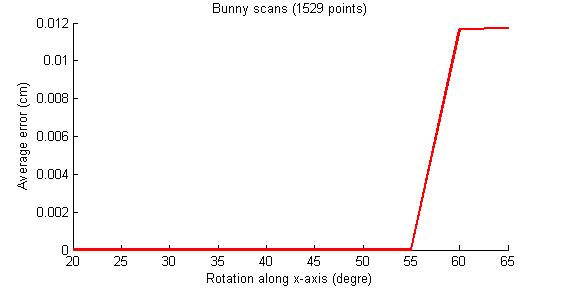 Bunny scans (1529 points)
0.012
0.01
0.008
0.006
0.004
0.002
0
Average error (cm)
20 25 30 35 40 45 50 55 60 65
Rotation along x-axis (degre)